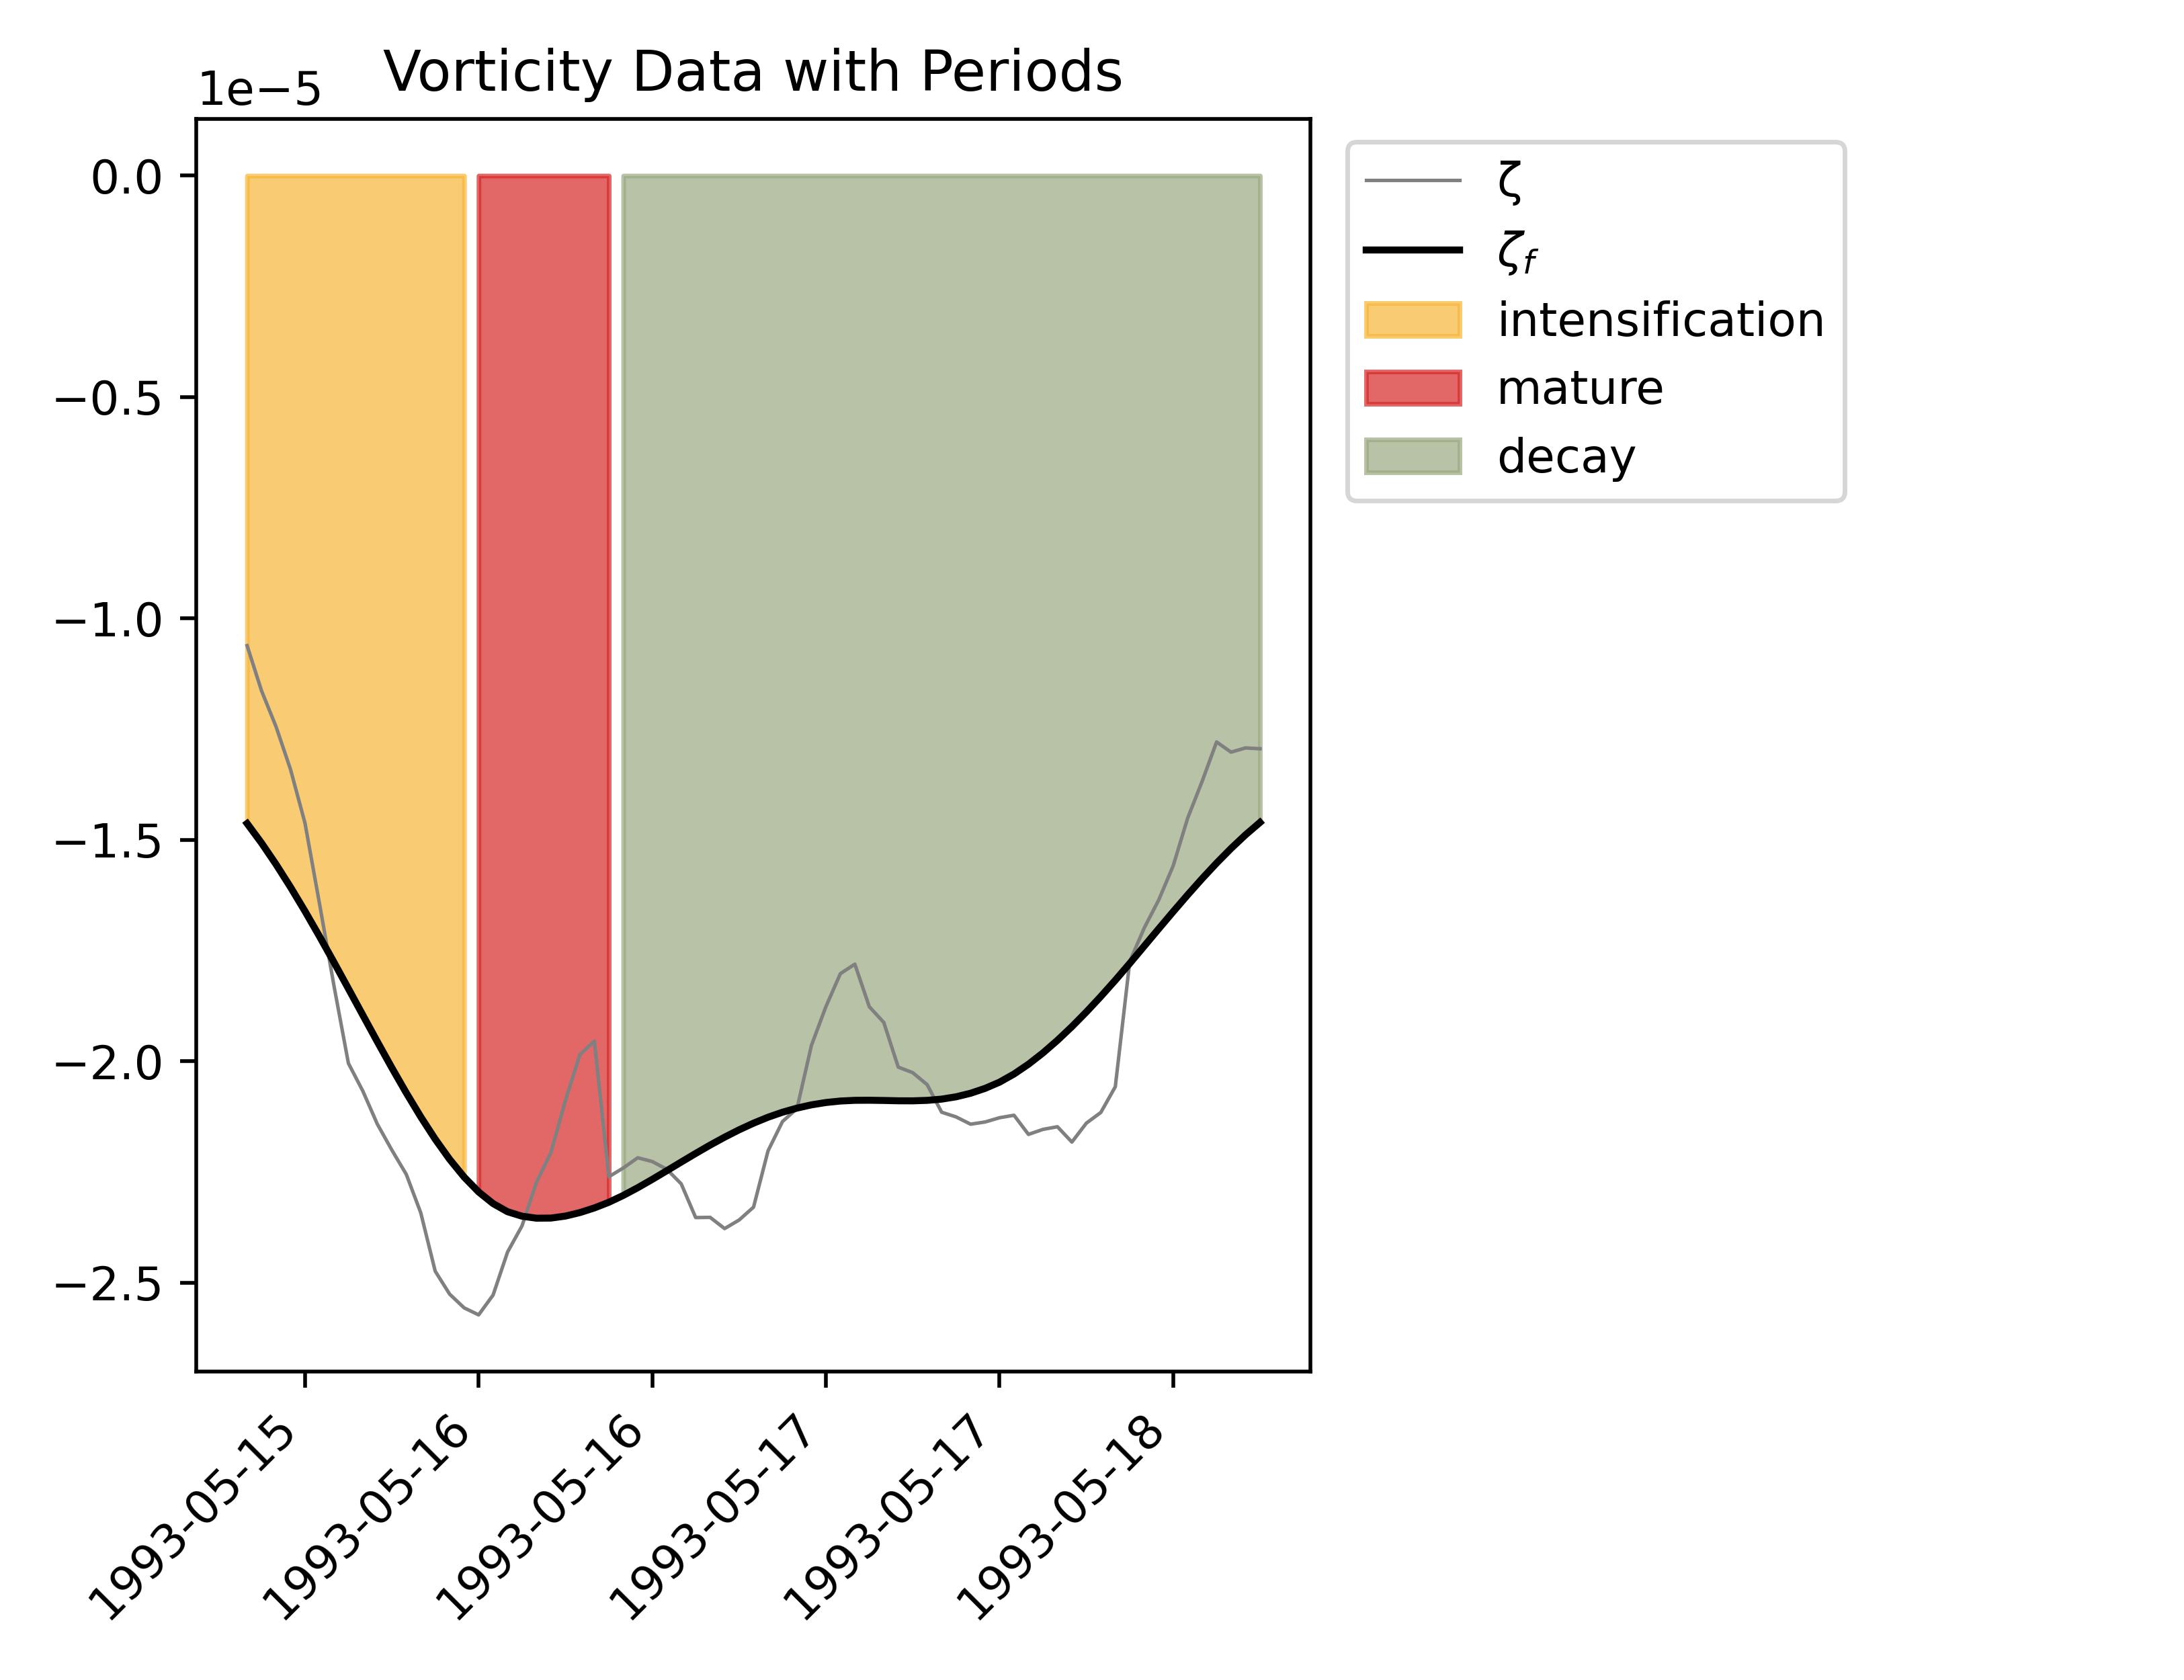 Vorticity Data with Periods
1e−5
0.0
−0.5
−1.0
−1.5
−2.0
−2.5
1993-05-15
1993-05-16
1993-05-16
1993-05-17
1993-05-17
1993-05-18
ζ
ζf
intensification
mature
decay